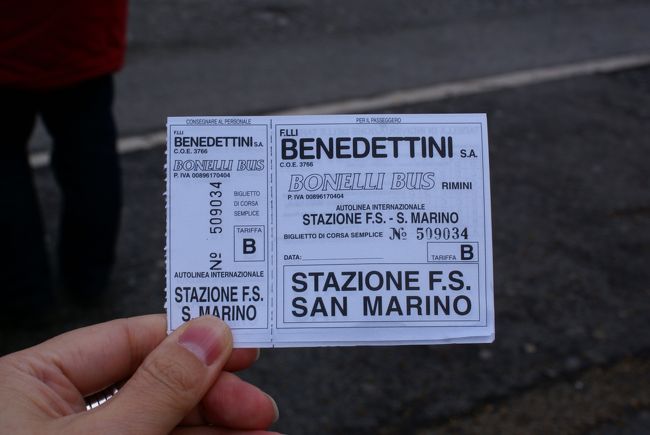 CONSEGNARE AL PERSONALE
F.LLI
BENEDETTINI S.A.
C.O.E. 3766
BONELLI BUS
P. IVA 00896170404
Nº 509034
BIGLIETTO
DI CORSA
SEMPLICE
TARIFFA
B
AUTOLINEA INTERNAZIONALE
STAZIONE F.S.
S. MARINO
PER IL PASSEGGERO
F.LLI
BENEDETTINI S.A.
C.O.E. 3766
BONELLI BUS RIMINI
P. IVA 00896170404
AUTOLINEA INTERNAZIONALE
STAZIONE F.S. - S. MARINO
BIGLIETTO DI CORSA SEMPLICE Nº 509034
DATA:
TARIFFA B
STAZIONE F.S.
SAN MARINO